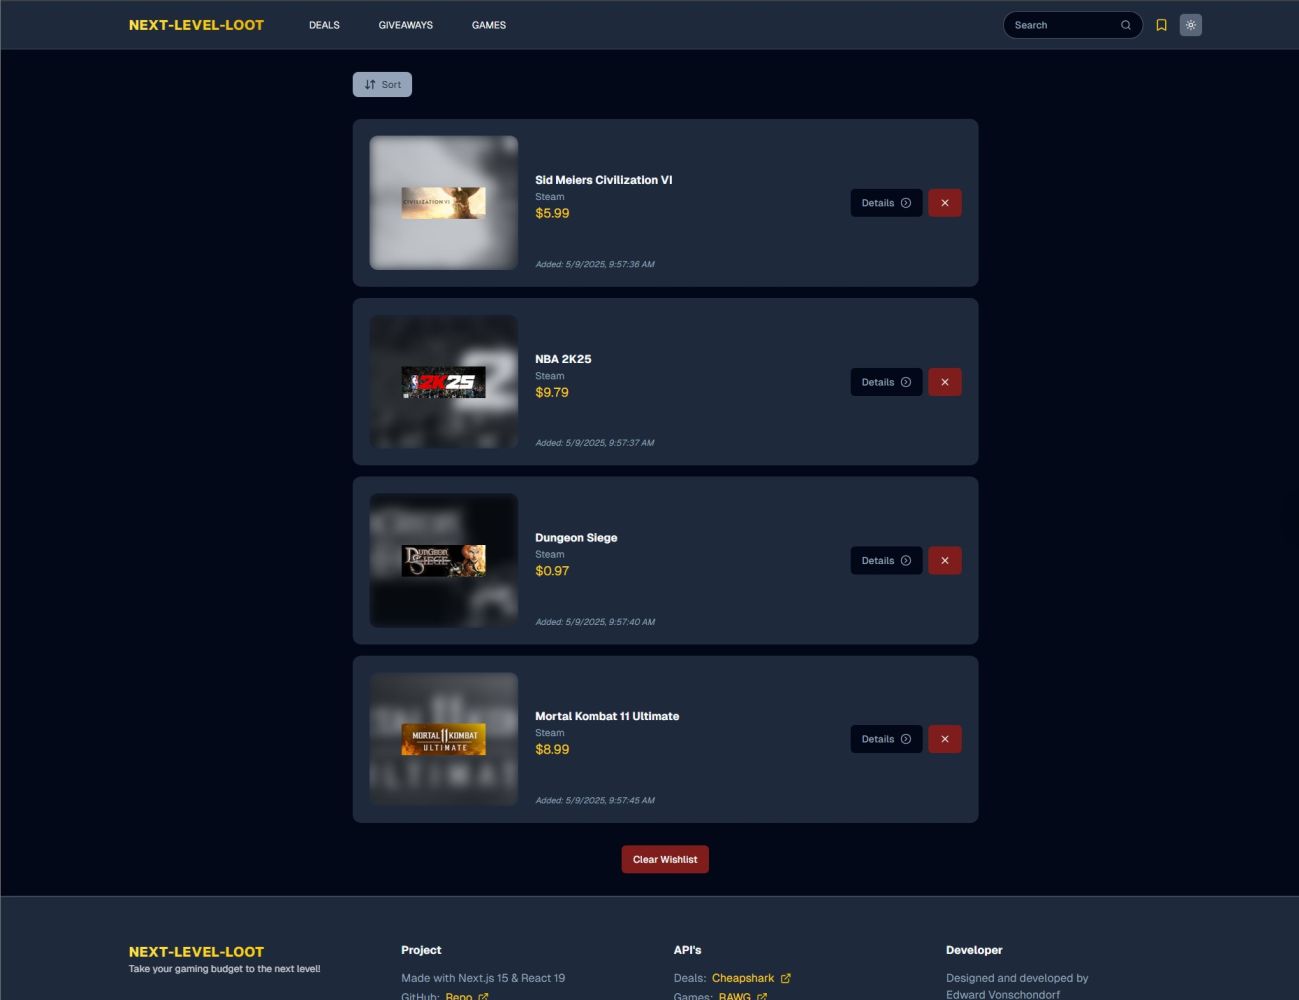 NEXT-LEVEL-LOOT
DEALS
GIVEAWAYS
GAMES
Search
Sort
CIVILIZATION VI
Sid Meiers Civilization VI
Steam
$5.99
Added: 5/9/2025, 9:57:36 AM
Details
2K25
NBA 2K25
Steam
$9.79
Added: 5/9/2025, 9:57:37 AM
Details
DUNGEON
SIEGE
Dungeon Siege
Steam
$0.97
Added: 5/9/2025, 9:57:40 AM
Details
MORTAL 11 KOMBAT
ULTIMATE
Mortal Kombat 11 Ultimate
Steam
$8.99
Added: 5/9/2025, 9:57:45 AM
Details
Clear Wishlist
NEXT-LEVEL-LOOT
Take your gaming budget to the next level!
Project
Made with Next.js 15 & React 19
GitHub: Repo
API's
Deals: Cheapshark
Games: RAWG
Developer
Designed and developed by
Edward Vonschondorf